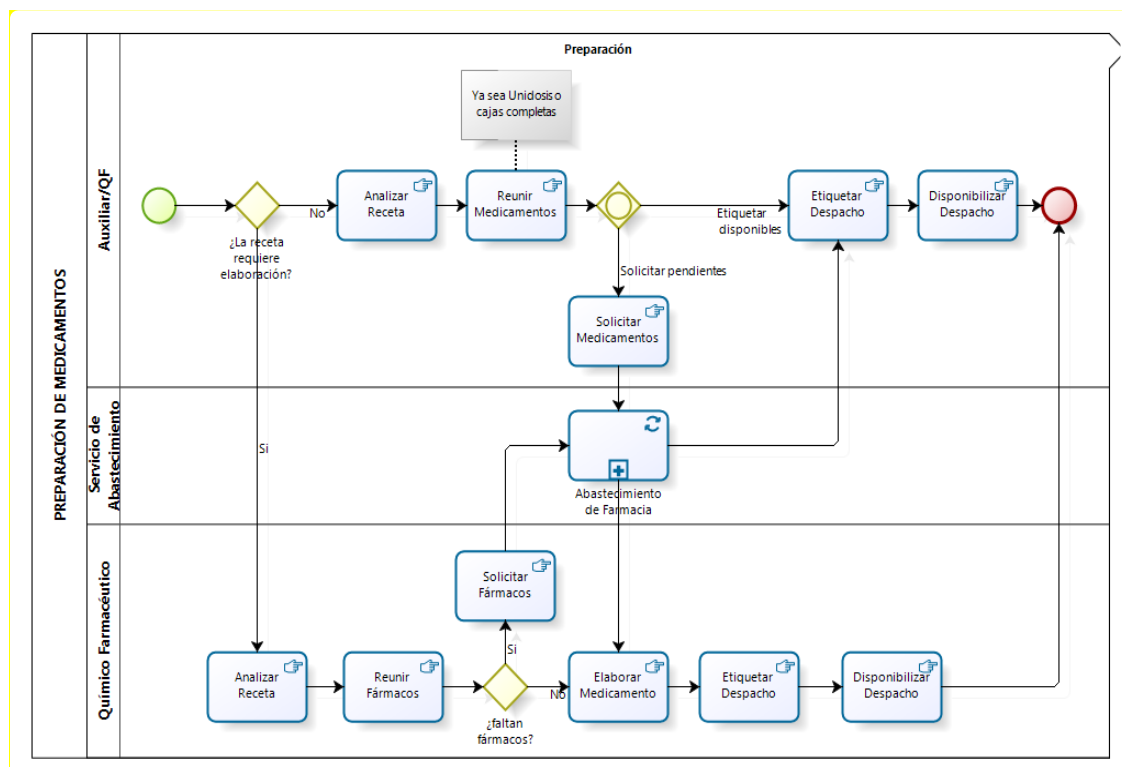 Preparación
PREPARACIÓN DE MEDICAMENTOS
Auxiliar/QF
Ya sea Unidosis o
cajas completas
¿La receta
requiere
elaboración?
No
Analizar
Receta
Reunir
Medicamentos
Etiquetar
disponibles
Etiquetar
Despacho
Disponibilizar
Despacho
Solicitar pendientes
Solicitar
Medicamentos
Servicio de
Abastecimiento
Si
Abastecimiento
de Farmacia
Químico Farmacéutico
Solicitar
Fármacos
Si
Analizar
Receta
Reunir
Fármacos
¿faltan
fármacos?
No
Elaborar
Medicamento
Etiquetar
Despacho
Disponibilizar
Despacho